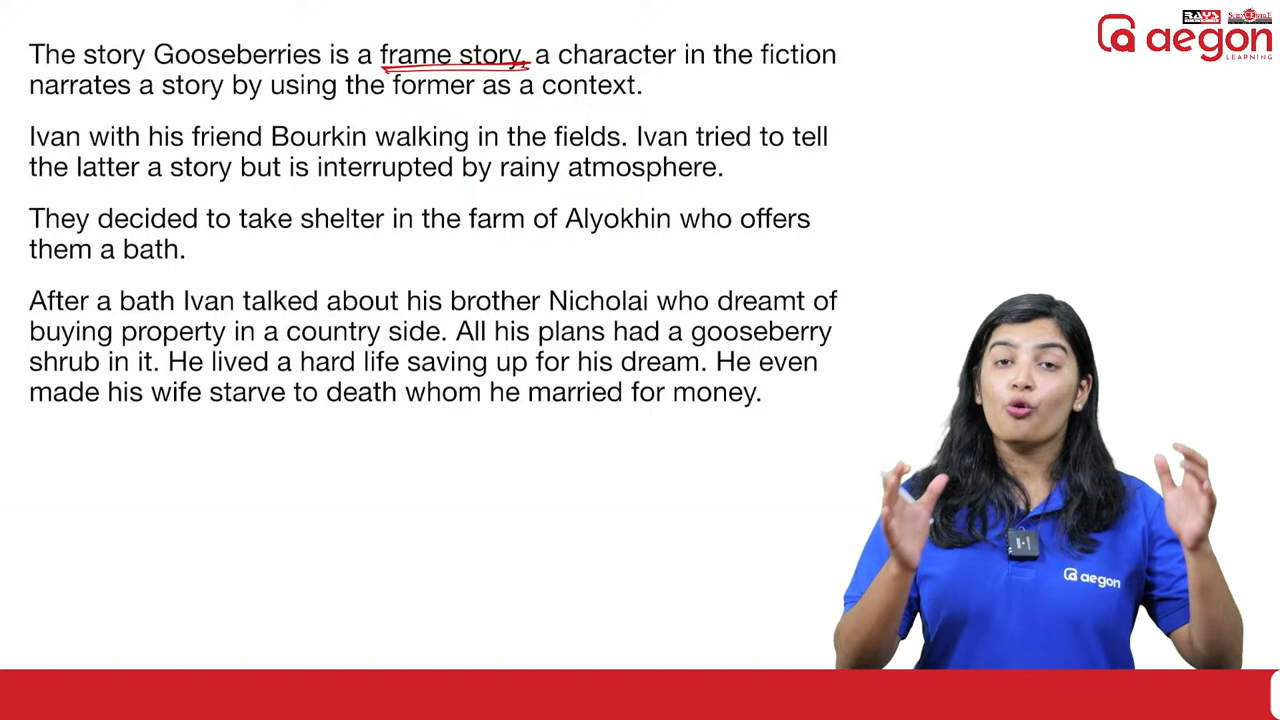 The story Gooseberries is a frame story, a character in the fiction
narrates a story by using the former as a context.
Ivan with his friend Bourkin walking in the fields. Ivan tried to tell
the latter a story but is interrupted by rainy atmosphere.
They decided to take shelter in the farm of Alyokhin who offers
them a bath.
After a bath Ivan talked about his brother Nicholai who dreamt of
buying property in a country side. All his plans had a gooseberry
shrub in it. He lived a hard life saving up for his dream. He even
made his wife starve to death whom he married for money.
aegon
LEARNING
aegon